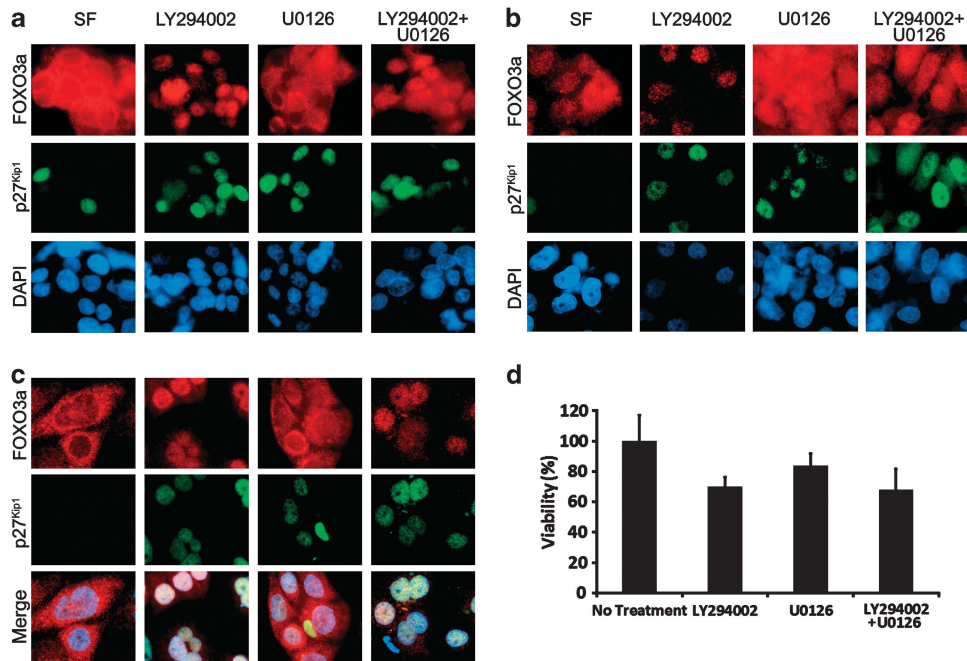 a
SF
LY294002
U0126
LY294002+
U0126
FOXO3a
p27Kip1
DAPI
b
SF
LY294002
U0126
LY294002+
U0126
FOXO3a
p27Kip1
DAPI
c
FOXO3a
p27Kip1
Merge
d
Viability (%)
120
100
80
60
40
20
0
No Treatment
LY294002
U0126
LY294002
+U0126